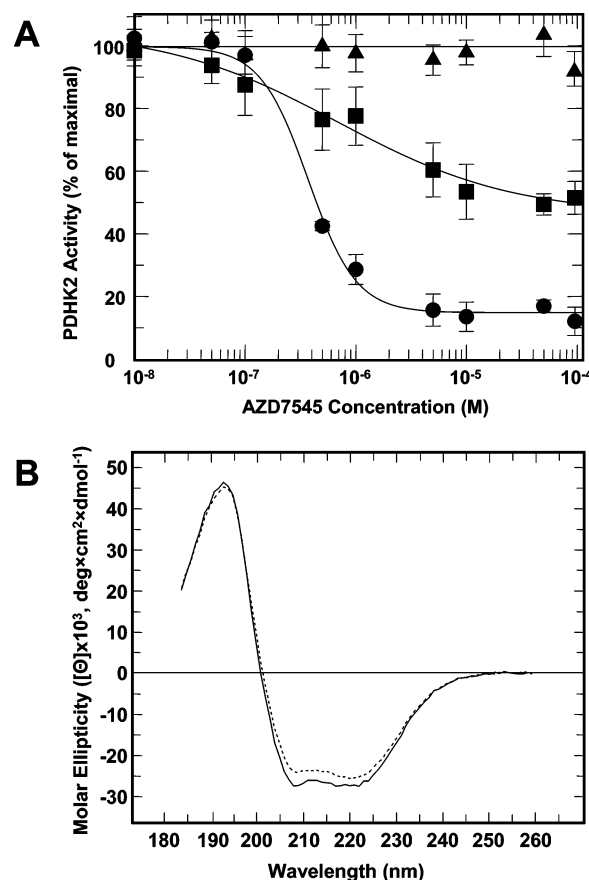 A
PDHK2 Activity (% of maximal)
100
80
60
40
20
0
10⁻⁸ 10⁻⁷ 10⁻⁶ 10⁻⁵ 10⁻⁴
AZD7545 Concentration (M)
B
Molar Ellipticity ([Θ]x10³, deg×cm²×dmol⁻¹)
50
40
30
20
10
0
-10
-20
-30
180 190 200 210 220 230 240 250 260
Wavelength (nm)